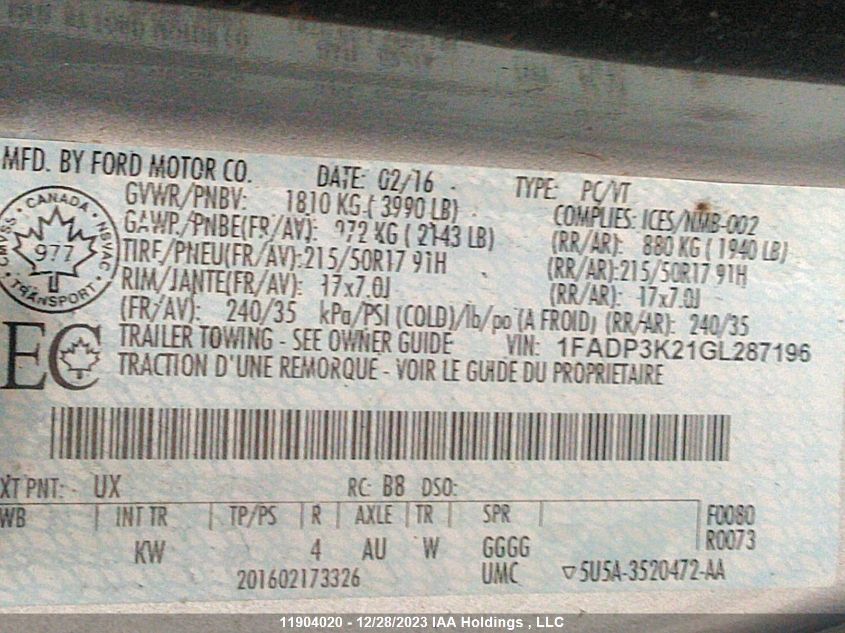 MFD. BY FORD MOTOR CO. DATE: 02/16 TYPE: PC/VT
GVWR/PNBV: 1810 KG ( 3990 LB) COMPLIES: ICES/NMB-002
GAWR/PNBE(FR/AV): 972 KG ( 2143 LB) (RR/AR): 880 KG ( 1940 LB)
TIRE/PNEU(FR/AV): 215/50R17 91H (RR/AR): 215/50R17 91H
RIM/JANTE(FR/AV): 17x7.0J (RR/AR): 17x7.0J
(FR/AV): 240/35 kPa/PSI (COLD)/lb/po (A FROID) (RR/AR): 240/35
TRAILER TOWING - SEE OWNER GUIDE VIN: 1FADP3K21GL287196
TRACTION D'UNE REMORQUE - VOIR LE GUIDE DU PROPRIETAIRE
CMVSS · CANADA · NSVAC
977
TRANSPORT
EC
XT PNT: UX RC: B8 DSO:
WB INT TR TP/PS R AXLE TR SPR F0080
KW 4 AU W GGGG R0073
201602173326 UMC ▽5U5A-3520472-AA
11904020 - 12/28/2023 IAA Holdings , LLC